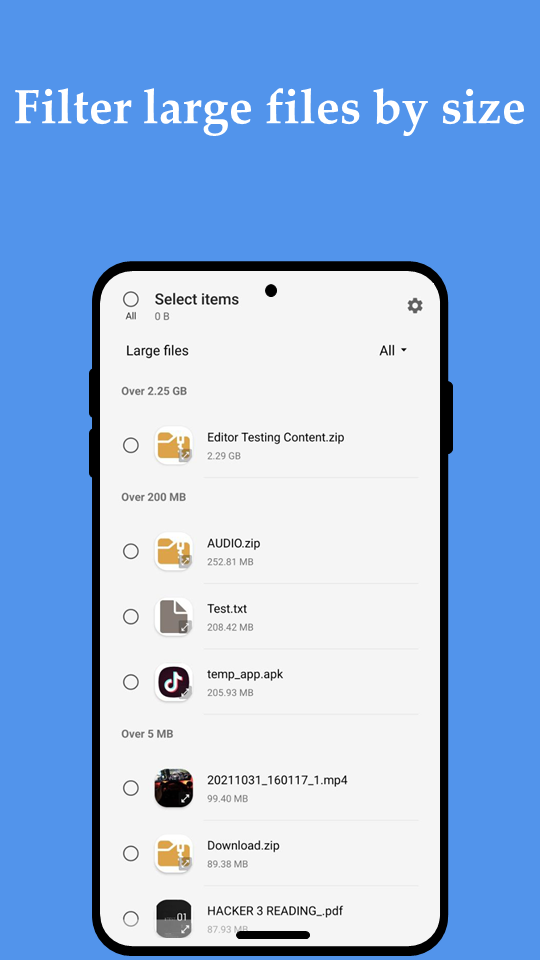 Filter large files by size
Select items
All
0 B
Large files
All
Over 2.25 GB
Editor Testing Content.zip
2.29 GB
Over 200 MB
AUDIO.zip
252.81 MB
Test.txt
208.42 MB
temp_app.apk
205.93 MB
Over 5 MB
20211031_160117_1.mp4
99.40 MB
Download.zip
89.38 MB
01
HACKER 3 READING_.pdf
87.93 MB